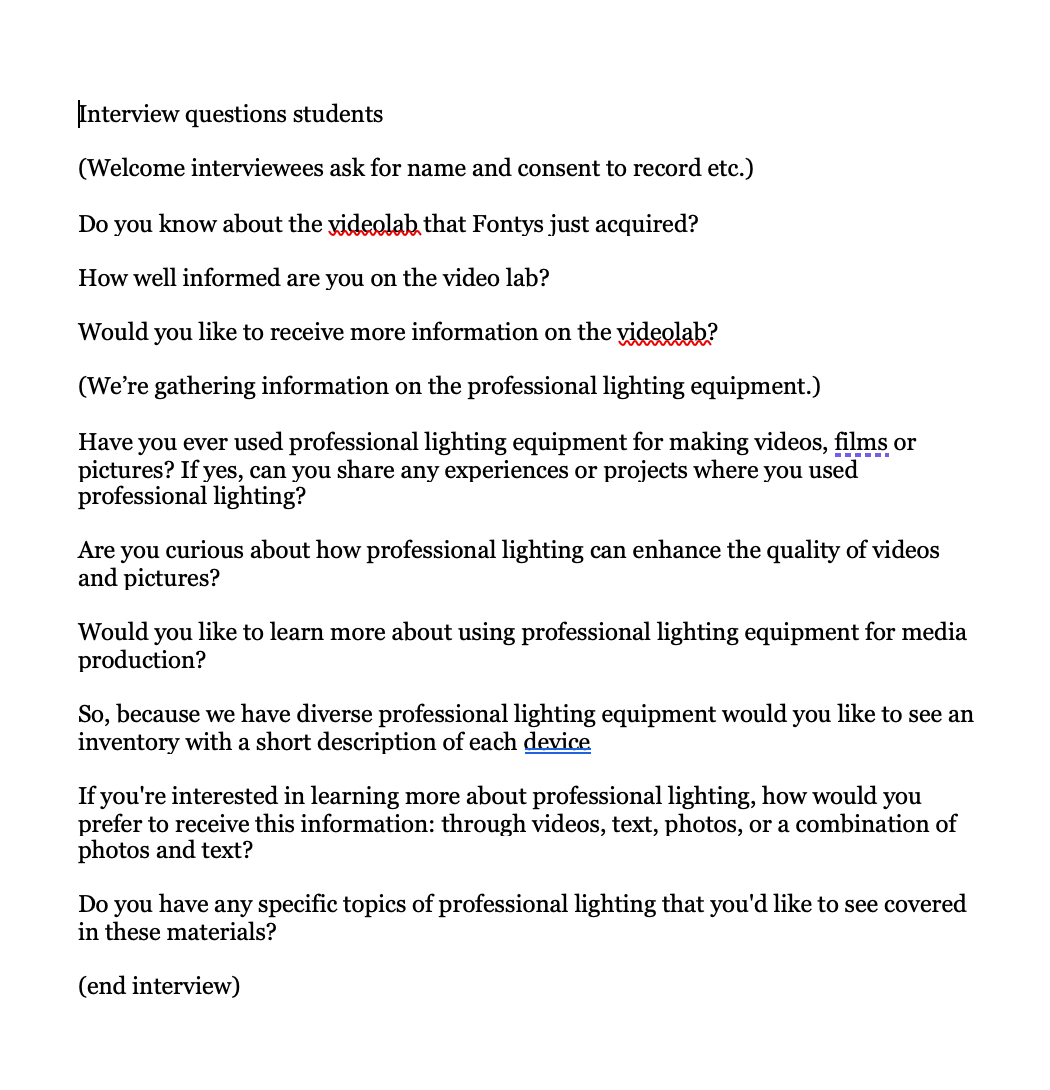 Interview questions students
(Welcome interviewees ask for name and consent to record etc.)
Do you know about the videolab that Fontys just acquired?
How well informed are you on the video lab?
Would you like to receive more information on the videolab?
(We’re gathering information on the professional lighting equipment.)
Have you ever used professional lighting equipment for making videos, films or
pictures? If yes, can you share any experiences or projects where you used
professional lighting?
Are you curious about how professional lighting can enhance the quality of videos
and pictures?
Would you like to learn more about using professional lighting equipment for media
production?
So, because we have diverse professional lighting equipment would you like to see an
inventory with a short description of each device
If you're interested in learning more about professional lighting, how would you
prefer to receive this information: through videos, text, photos, or a combination of
photos and text?
Do you have any specific topics of professional lighting that you'd like to see covered
in these materials?
(end interview)